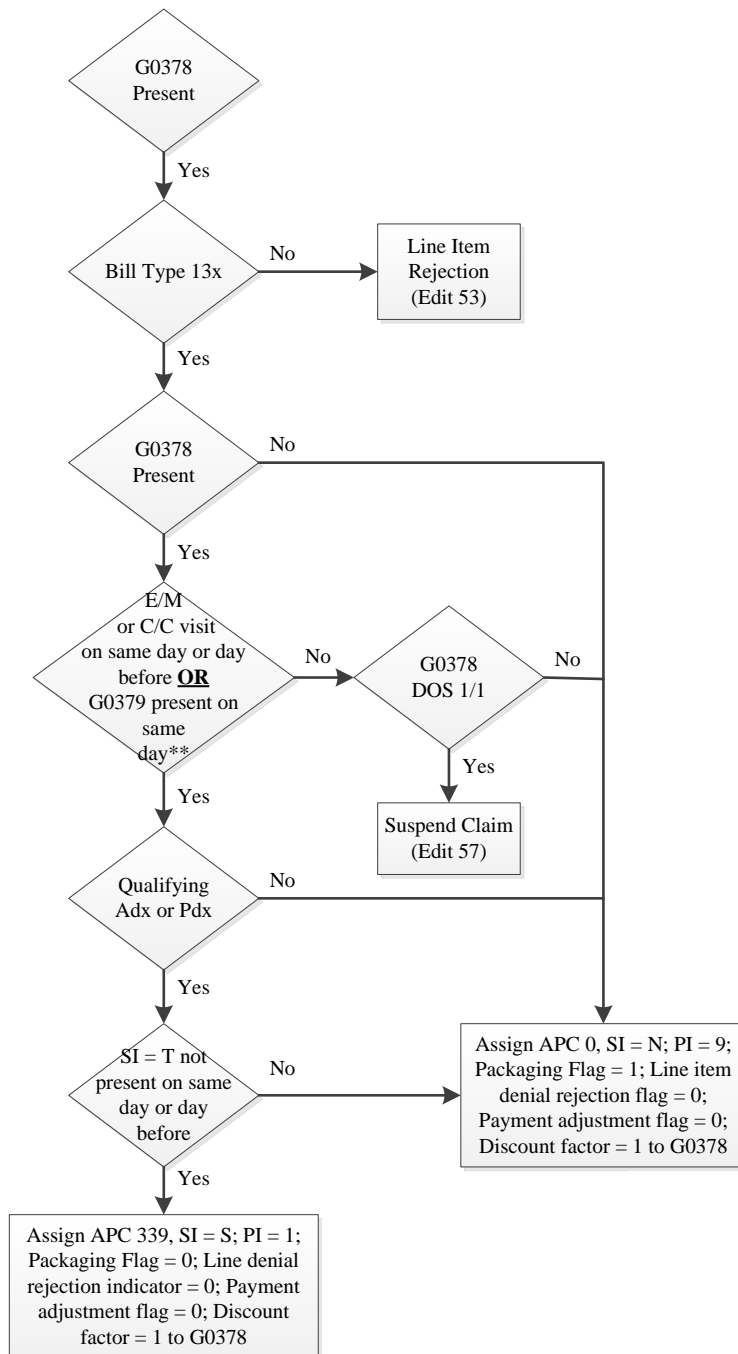 G0378
Present
Yes
Bill Type 13x
No
Line Item
Rejection
(Edit 53)
Yes
G0378
Present
No
Yes
E/M
or C/C visit
on same day or day
before OR
G0379 present on
same
day**
No
G0378
DOS 1/1
No
Yes
Suspend Claim
(Edit 57)
Yes
Qualifying
Adx or Pdx
No
Yes
SI = T not
present on same
day or day
before
No
Assign APC 0, SI = N; PI = 9;
Packaging Flag = 1; Line item
denial rejection flag = 0;
Payment adjustment flag = 0;
Discount factor = 1 to G0378
Yes
Assign APC 339, SI = S; PI = 1;
Packaging Flag = 0; Line denial
rejection indicator = 0; Payment
adjustment flag = 0; Discount
factor = 1 to G0378